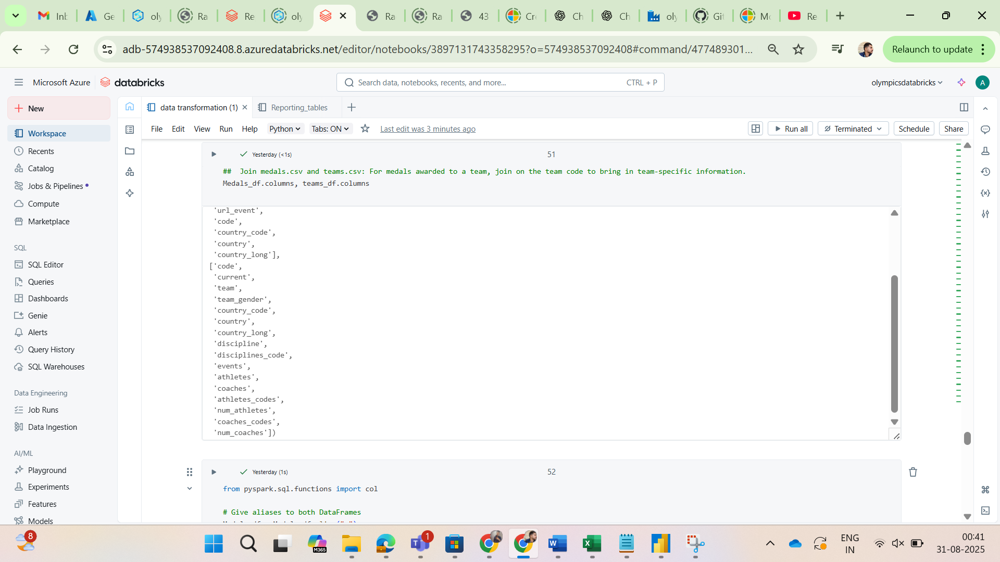 Inb
Ge
oly
Ra
Re
oly
Ra
Ra
43
Cr
Ch
Ch
oly
Git
Mo
Re
adb-574938537092408.8.azuredatabricks.net/editor/notebooks/3897131743358295?o=574938537092408#command/477489301...
Relaunch to update
Microsoft Azure
databricks
Search data, notebooks, recents, and more...
CTRL + P
olympicsdatabricks
A
New
data transformation (1)
Reporting_tables
File Edit View Run Help Python Tabs: ON Last edit was 3 minutes ago
Run all
Terminated
Schedule
Share
Workspace
Recents
Catalog
Jobs & Pipelines
Compute
Marketplace
SQL
SQL Editor
Queries
Dashboards
Genie
Alerts
Query History
SQL Warehouses
Data Engineering
Job Runs
Data Ingestion
AI/ML
Playground
Experiments
Features
Models
Yesterday (<1s)
51
## Join medals.csv and teams.csv: For medals awarded to a team, join on the team code to bring in team-specific information.
Medals_df.columns, teams_df.columns
'url_event',
'code',
'country_code',
'country',
'country_long'],
['code',
'current',
'team',
'team_gender',
'country_code',
'country',
'country_long',
'discipline',
'disciplines_code',
'events',
'athletes',
'coaches',
'athletes_codes',
'num_athletes',
'coaches_codes',
'num_coaches'])
Yesterday (1s)
52
from pyspark.sql.functions import col
# Give aliases to both DataFrames
8
M365
1
ENG
IN
00:41
31-08-2025